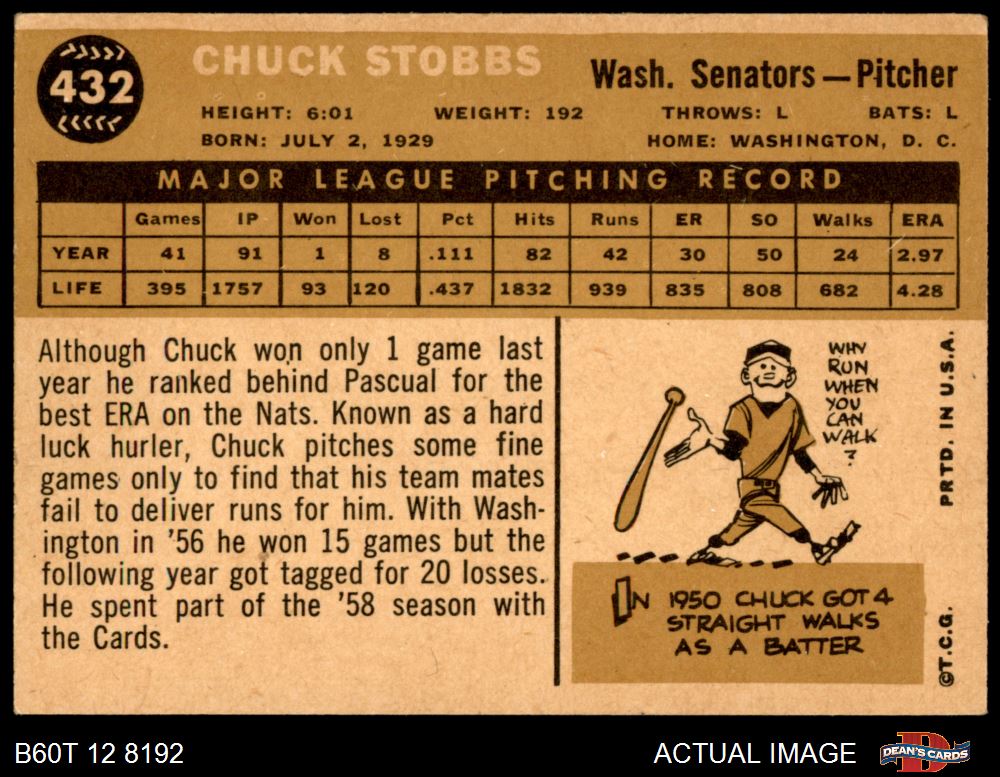 432
CHUCK STOBBS
Wash. Senators—Pitcher
HEIGHT: 6:01 WEIGHT: 192 THROWS: L BATS: L
BORN: JULY 2, 1929 HOME: WASHINGTON, D. C.
MAJOR LEAGUE PITCHING RECORD
Games IP Won Lost Pct Hits Runs ER SO Walks ERA
YEAR 41 91 1 8 .111 82 42 30 50 24 2.97
LIFE 395 1757 93 120 .437 1832 939 835 808 682 4.28
Although Chuck won only 1 game last
year he ranked behind Pascual for the
best ERA on the Nats. Known as a hard
luck hurler, Chuck pitches some fine
games only to find that his team mates
fail to deliver runs for him. With Wash-
ington in '56 he won 15 games but the
following year got tagged for 20 losses.
He spent part of the '58 season with
the Cards.
WHY
RUN
WHEN
YOU
CAN
WALK
?
IN 1950 CHUCK GOT 4
STRAIGHT WALKS
AS A BATTER
PRTD. IN U.S.A.
©T.C.G.
B60T 12 8192
ACTUAL IMAGE
DEAN'S CARDS